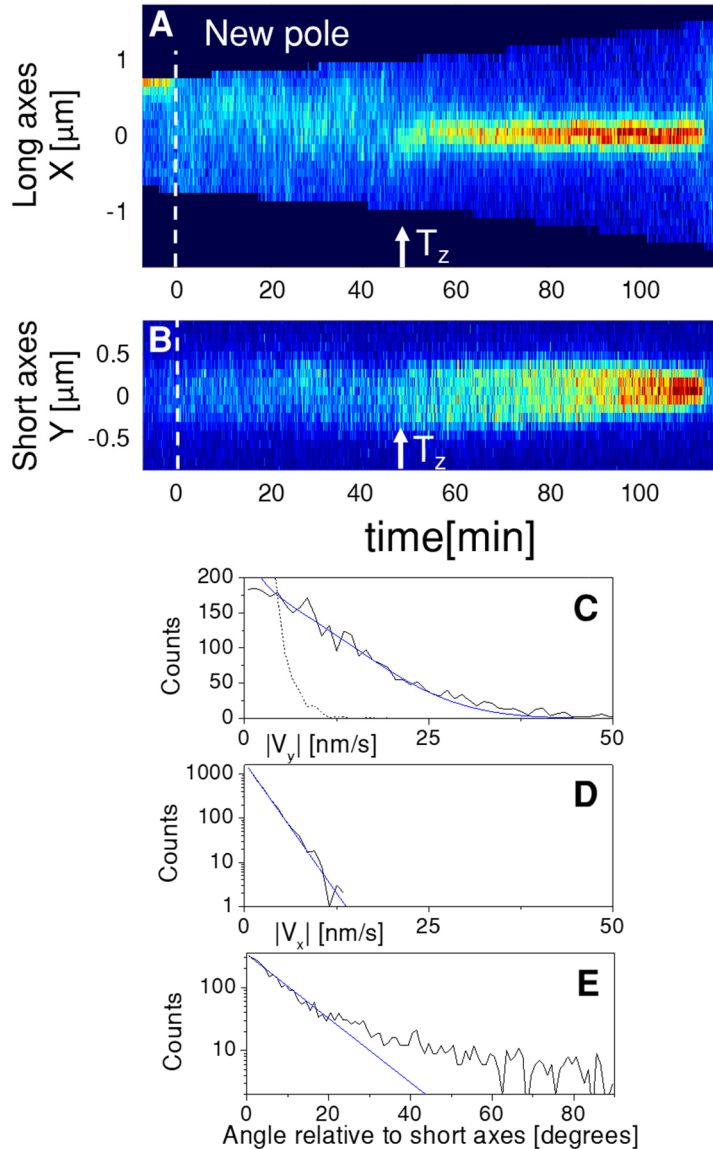 A
New pole
Long axes
X [μm]
1
0
-1
T_z
0 20 40 60 80 100
B
Short axes
Y [μm]
0.5
0
-0.5
T_z
0 20 40 60 80 100
time[min]
C
Counts
200
150
100
50
0
0 25 50
|V_y| [nm/s]
D
Counts
1000
100
10
1
0 25 50
|V_x| [nm/s]
E
Counts
100
10
0 20 40 60 80
Angle relative to short axes [degrees]